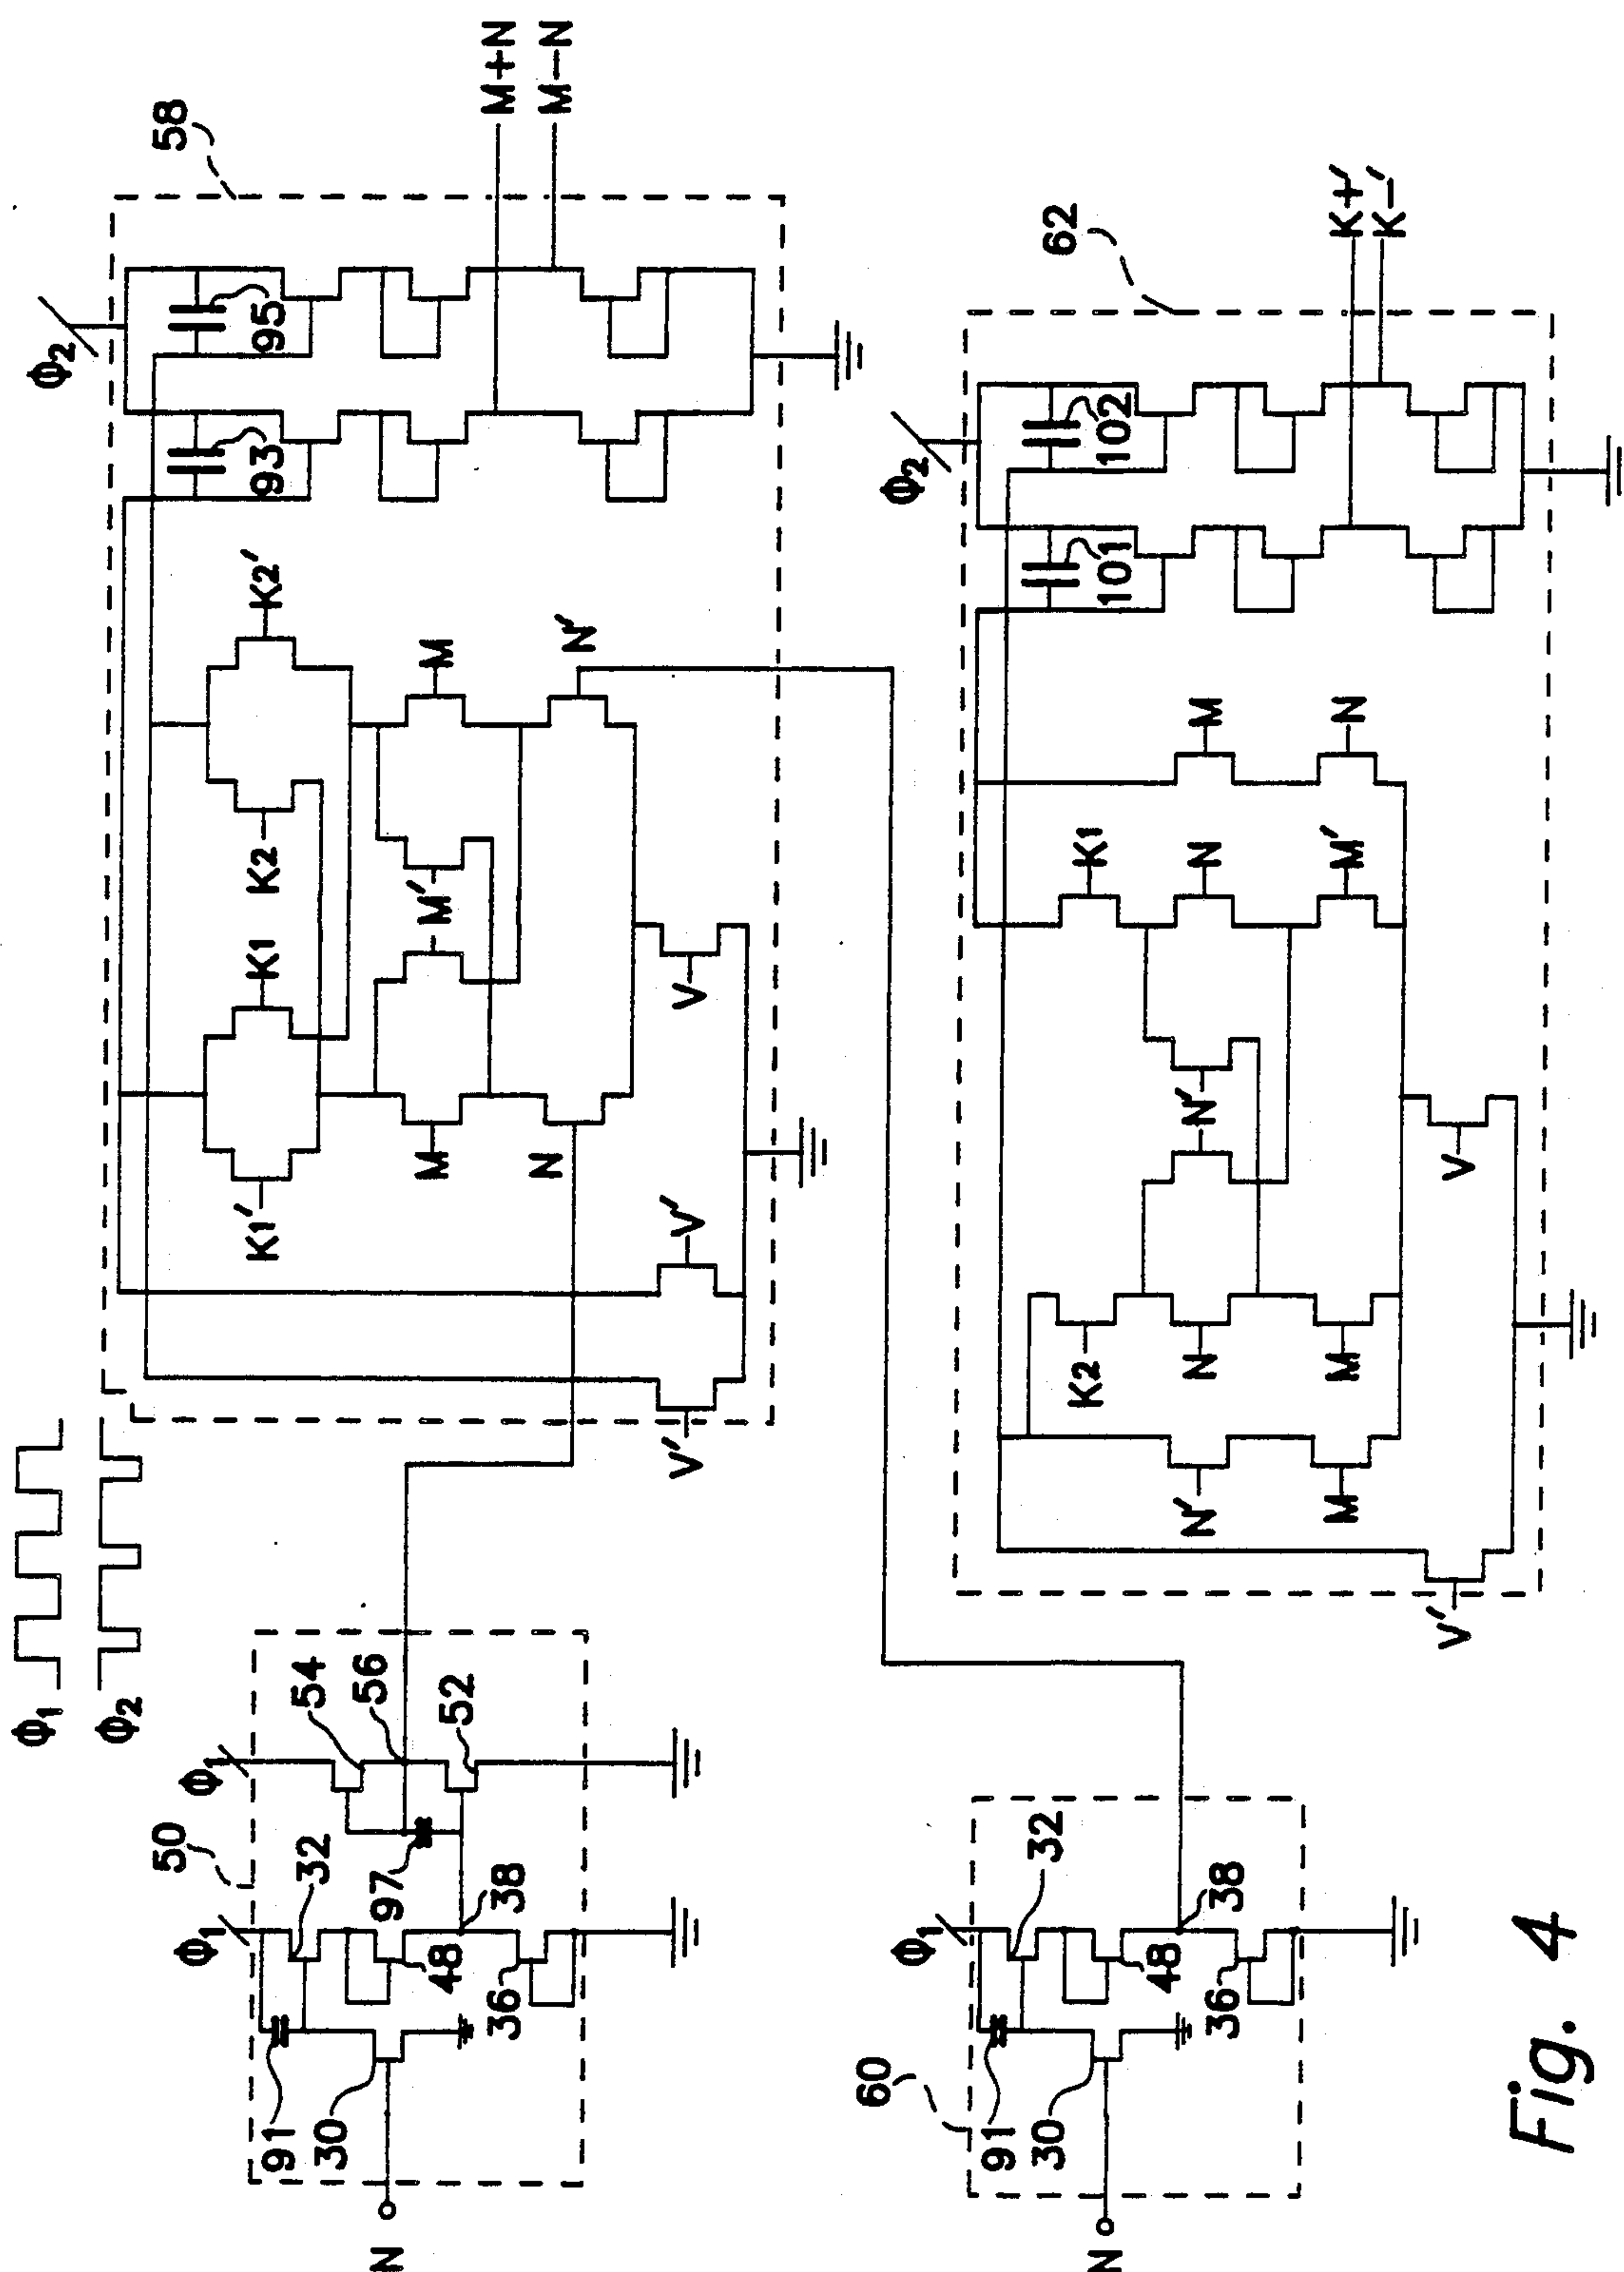 Φ1
Φ2
58
Φ2
93
95
M+N
M−N
K1'
K1
K2
K2'
M
M'
M
N
N'
V'
V'
V
50
Φ1
Φ1
91
32
30
97
48
38
36
54
56
52
N
62
Φ2
101
102
K+'
K−'
K2
K1
N'
N
N'
N
M
M
M
M'
N
V'
V
60
Φ1
91
32
30
48
38
36
N
Fig. 4